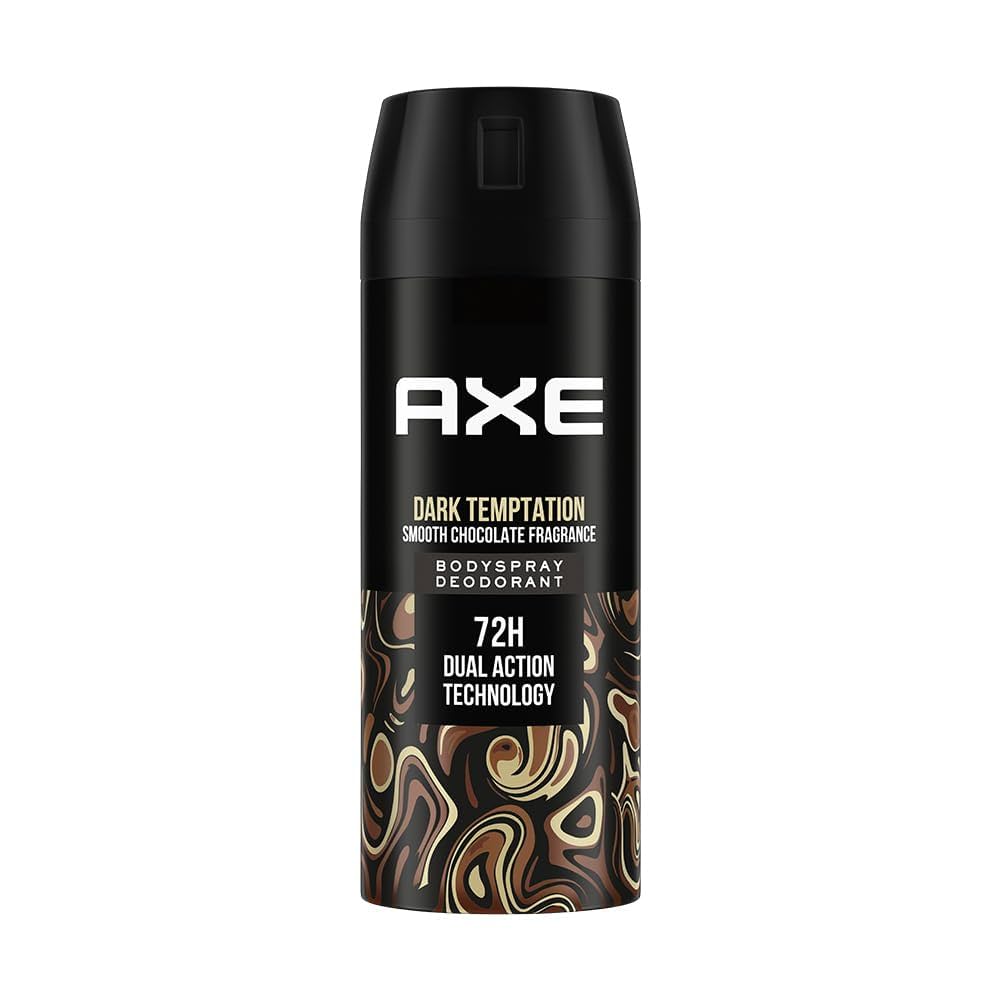 AXE
DARK TEMPTATION
SMOOTH CHOCOLATE FRAGRANCE
BODYSPRAY
DEODORANT
72H
DUAL ACTION
TECHNOLOGY